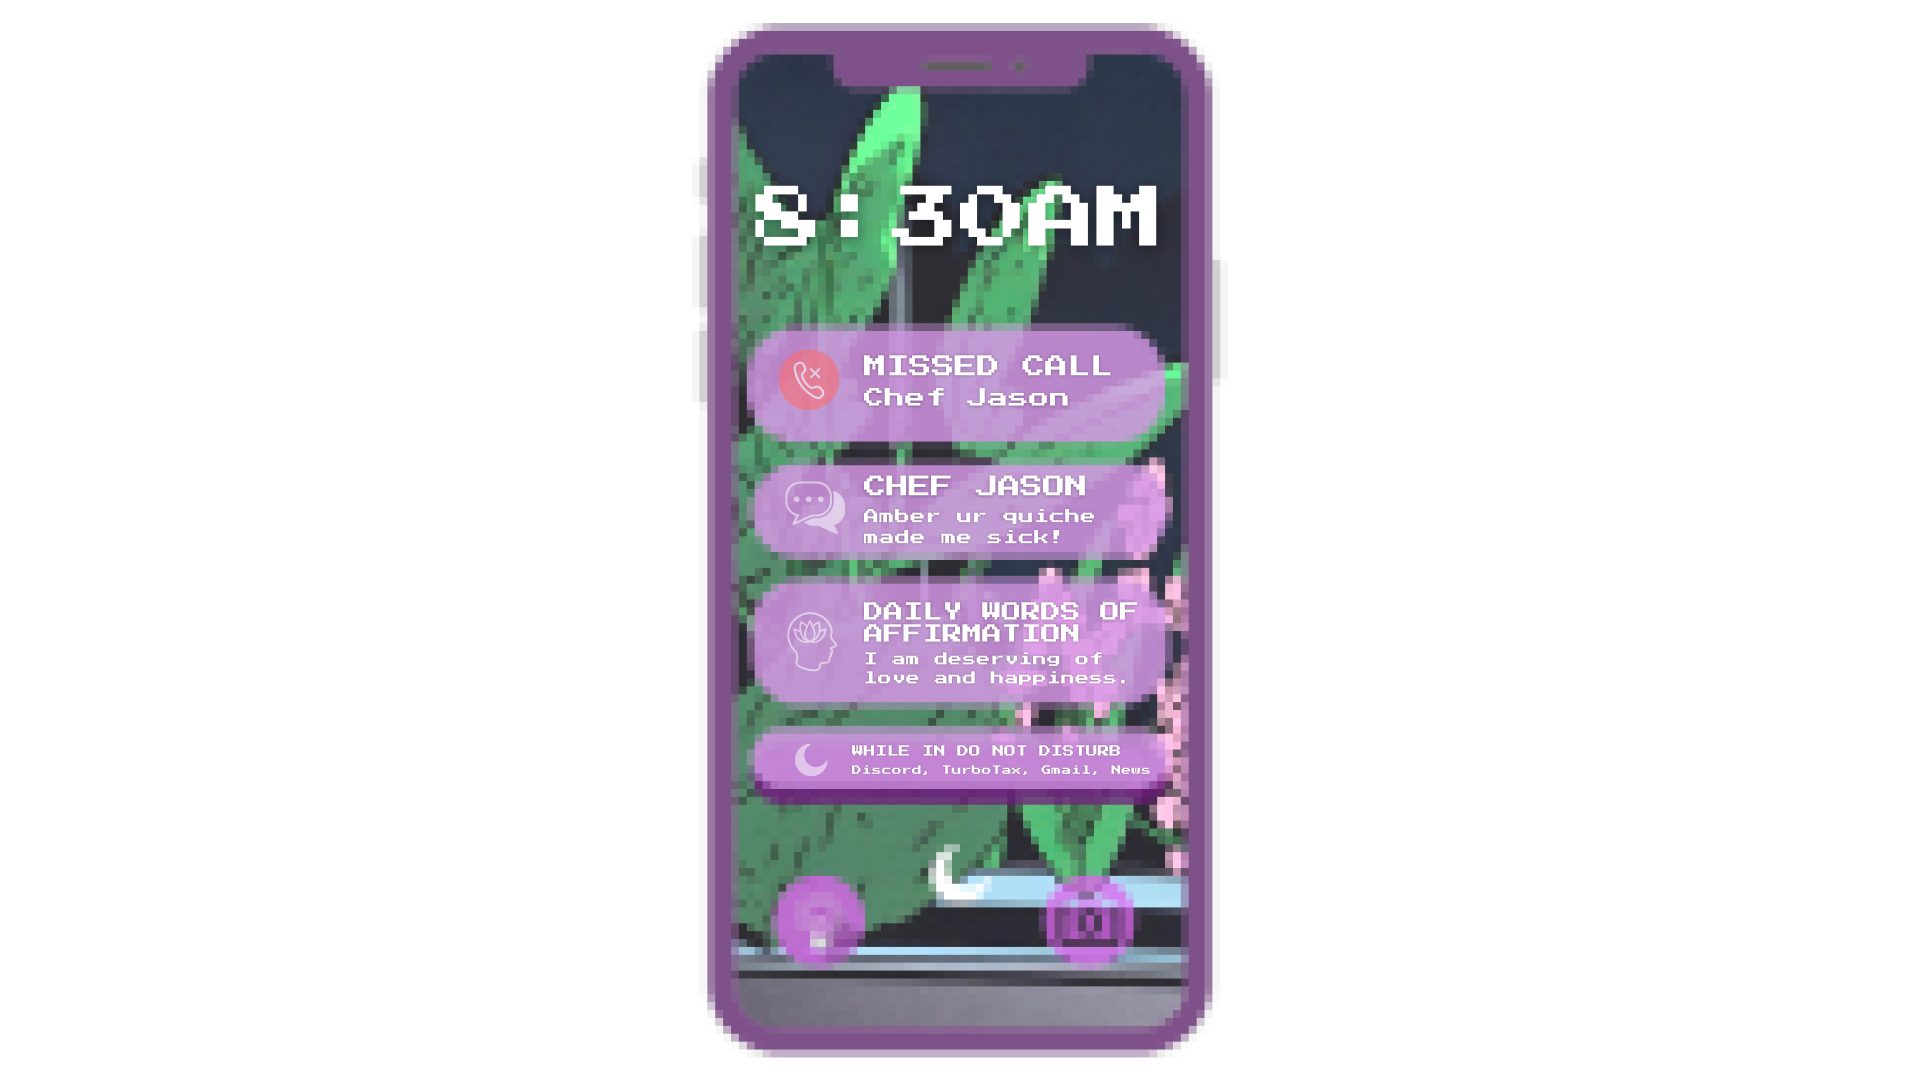 8:30AM
MISSED CALL
Chef Jason
CHEF JASON
Amber ur quiche
made me sick!
DAILY WORDS OF
AFFIRMATION
I am deserving of
love and happiness.
WHILE IN DO NOT DISTURB
Discord, TurboTax, Gmail, News